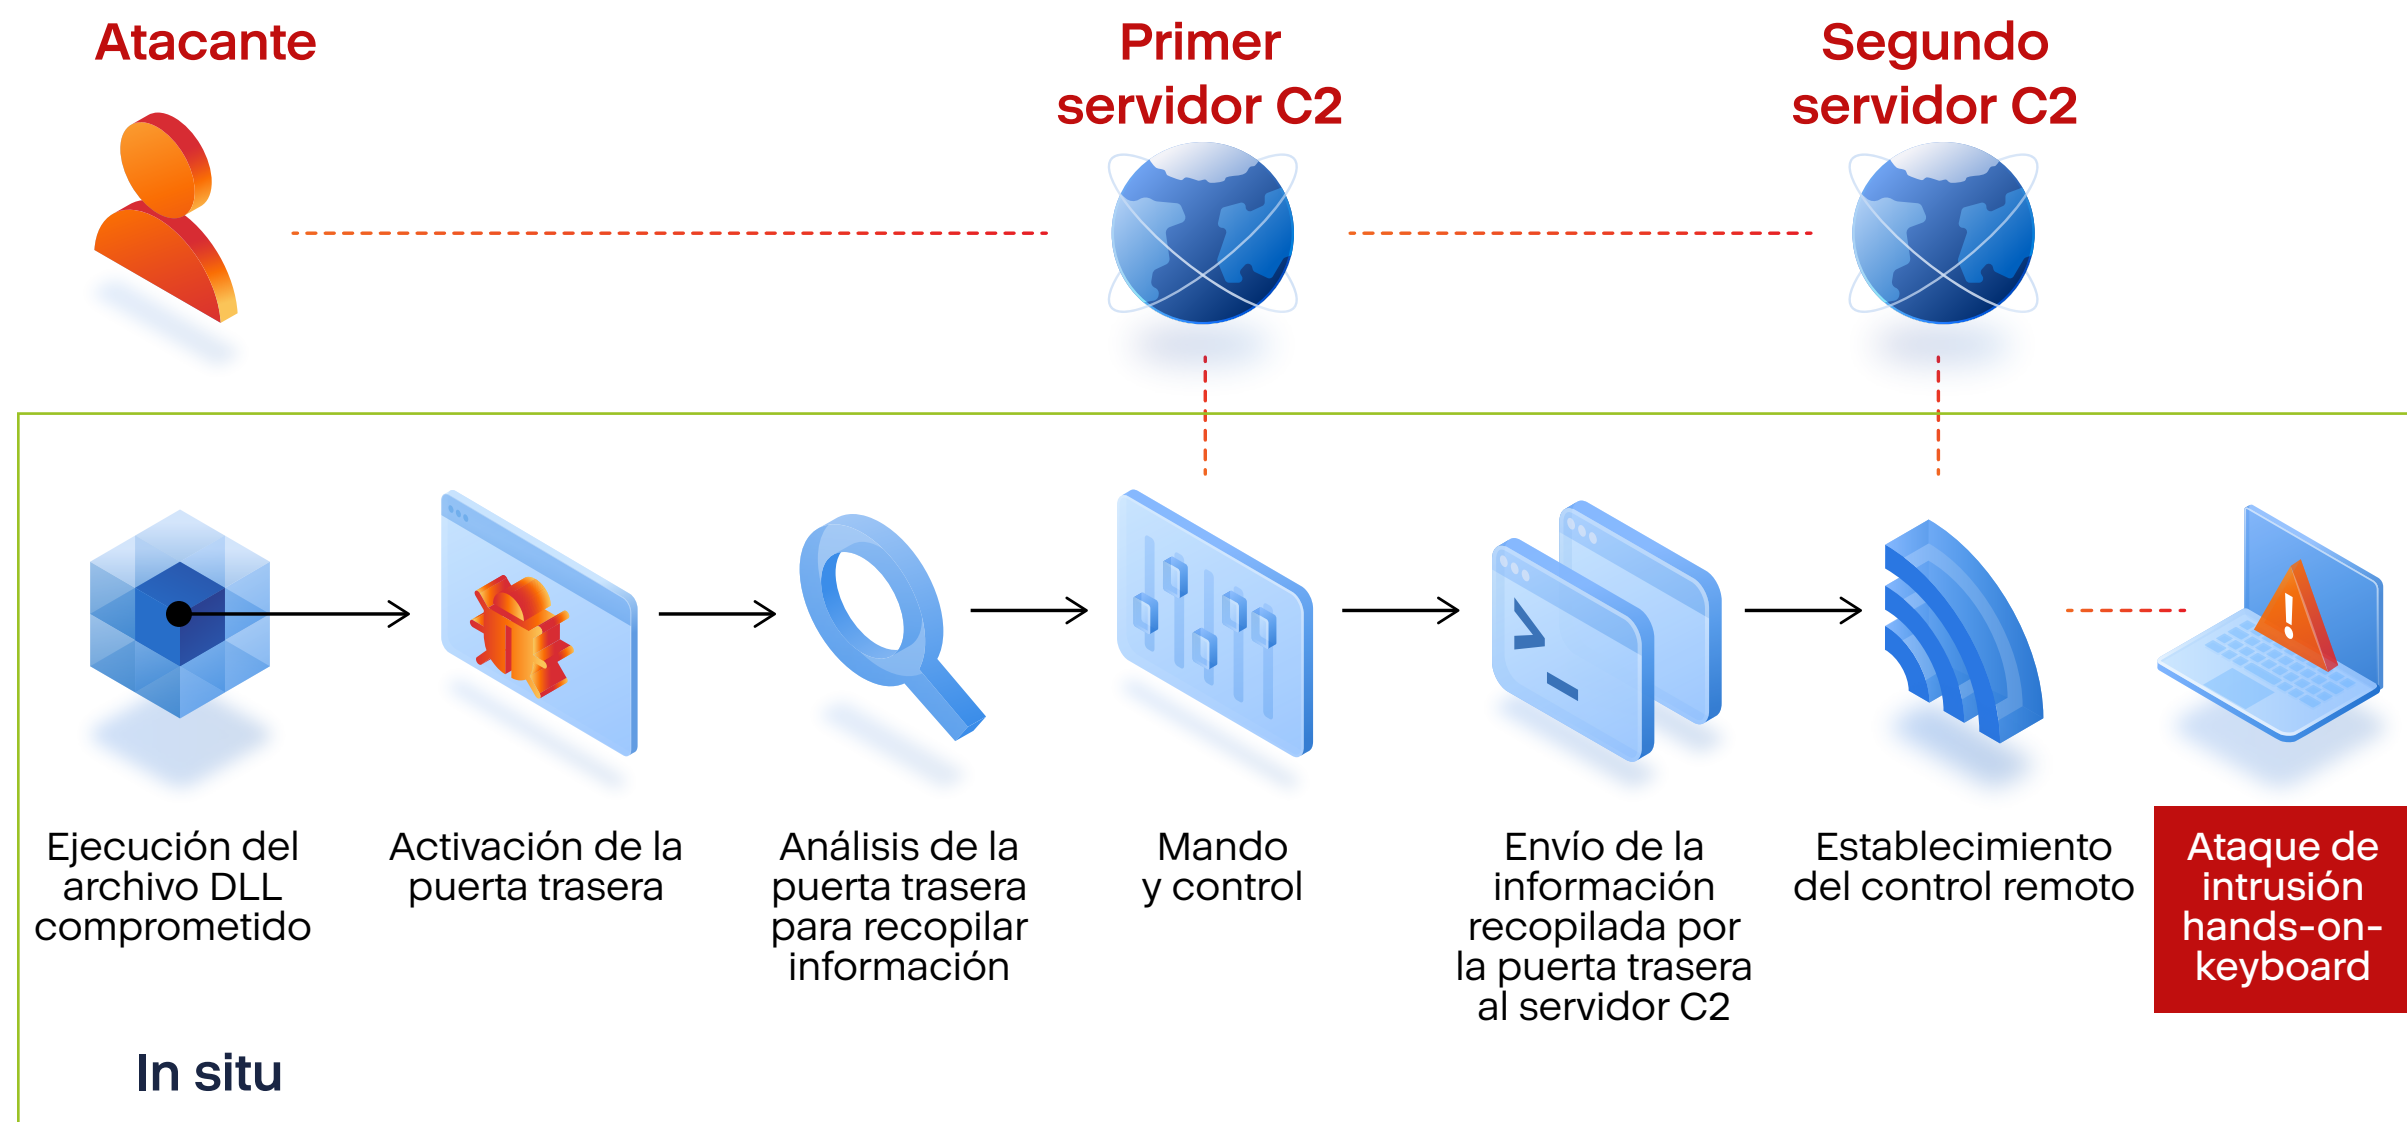 Atacante
Primer
servidor C2
Segundo
servidor C2
Ejecución del
archivo DLL
comprometido
Activación de la
puerta trasera
Análisis de la
puerta trasera
para recopilar
información
Mando
y control
Envío de la
información
recopilada por
la puerta trasera
al servidor C2
Establecimiento
del control remoto
Ataque de
intrusión
hands-on-
keyboard
In situ